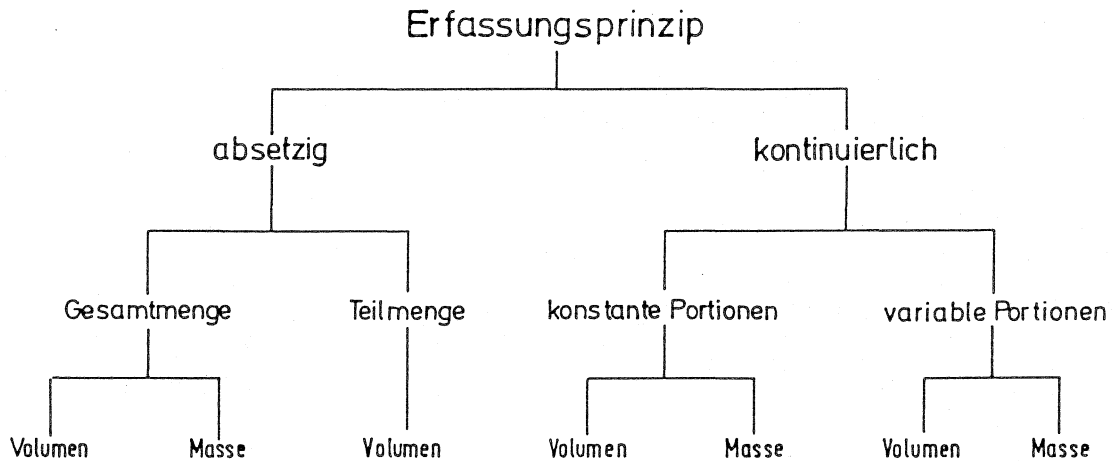 Erfassungsprinzip
absetzig kontinuierlich
Gesamtmenge Teilmenge konstante Portionen variable Portionen
Volumen Masse Volumen Volumen Masse Volumen Masse